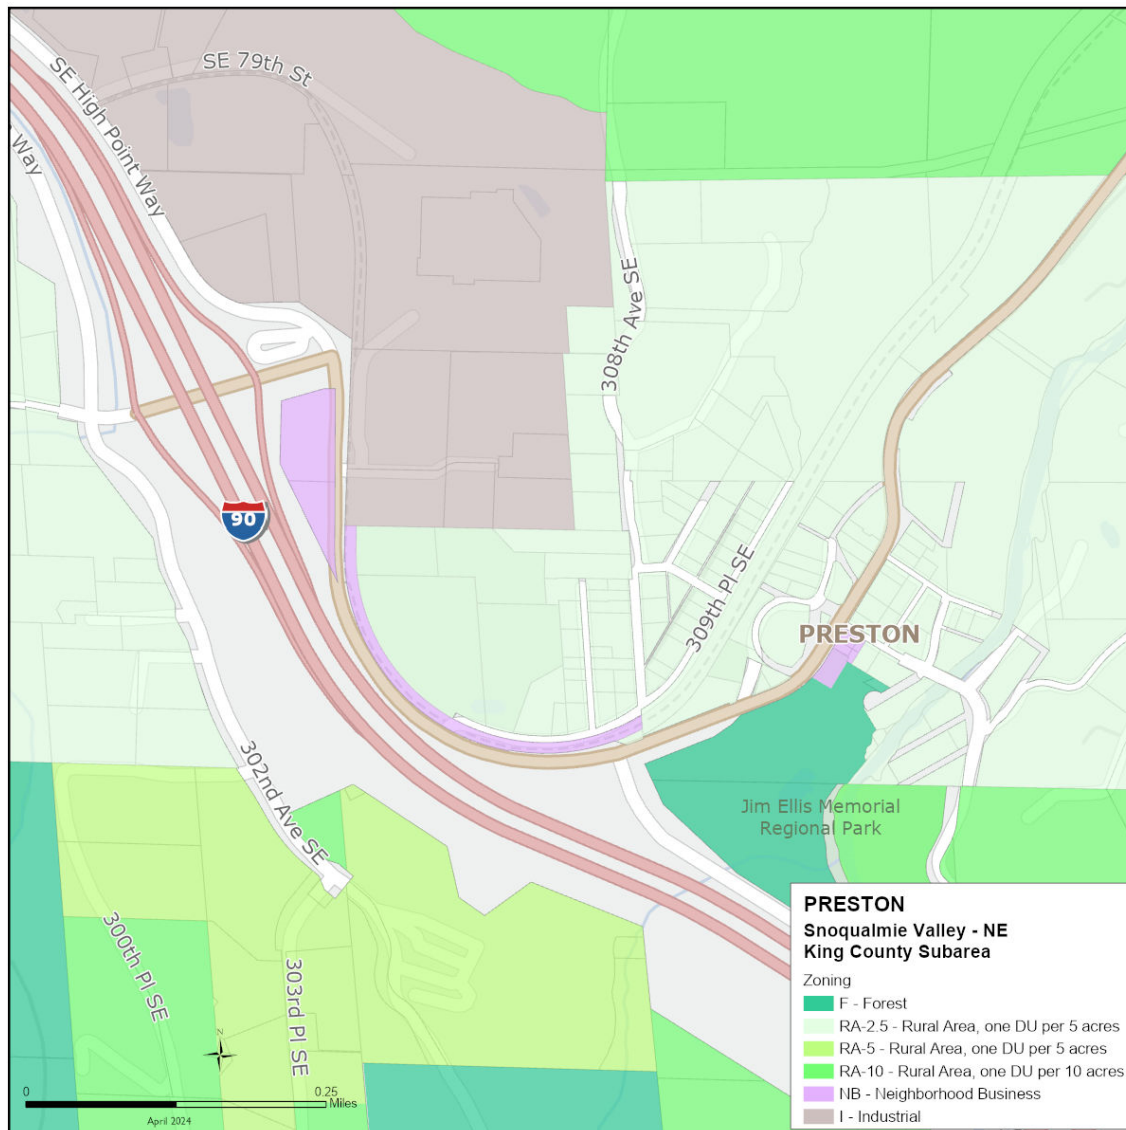 SE 79th St
SE High Point Way
Way
308th Ave SE
90
309th Pl SE
PRESTON
302nd Ave SE
Jim Ellis Memorial
Regional Park
300th Pl SE
303rd Pl SE
N
0 0.25
Miles
April 2024
PRESTON
Snoqualmie Valley - NE
King County Subarea
Zoning
F - Forest
RA-2.5 - Rural Area, one DU per 5 acres
RA-5 - Rural Area, one DU per 5 acres
RA-10 - Rural Area, one DU per 10 acres
NB - Neighborhood Business
I - Industrial